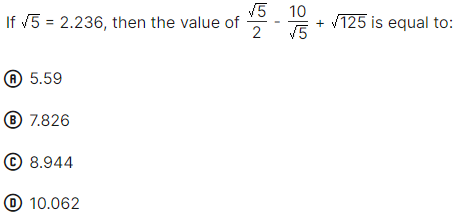 If √5 = 2.236, then the value of √5/2 - 10/√5 + √125 is equal to:
A 5.59
B 7.826
C 8.944
D 10.062